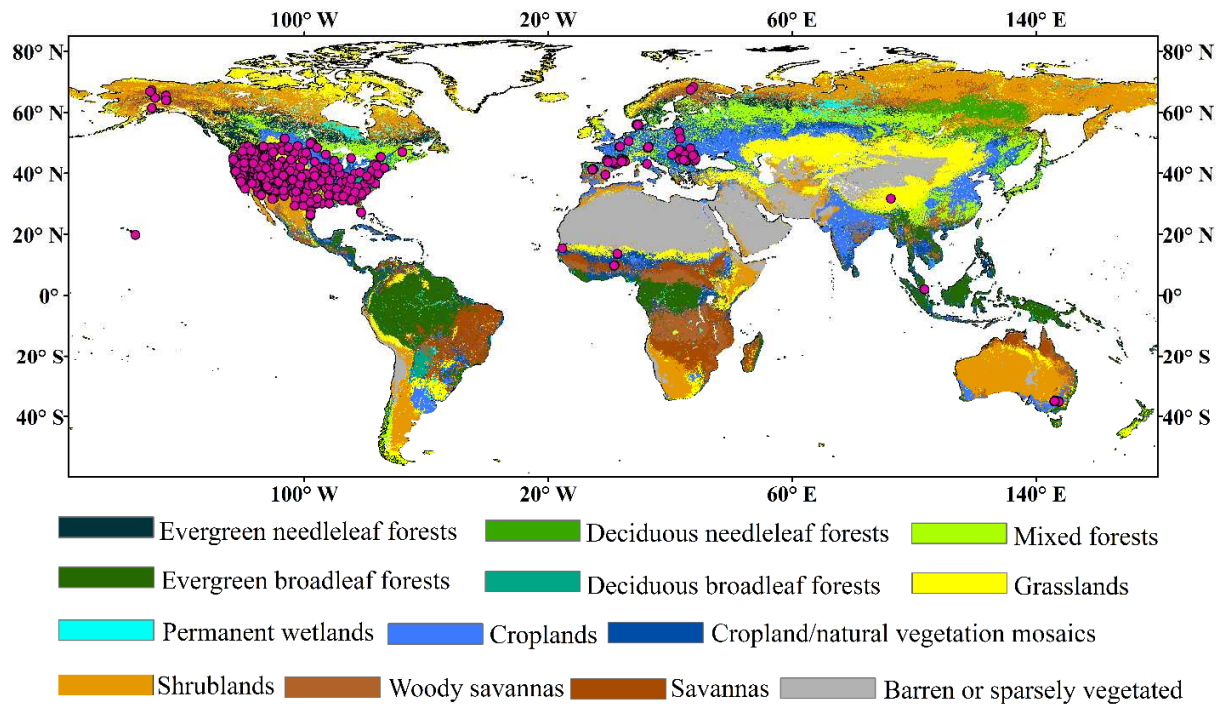 100° W 20° W 60° E 140° E
80° N 80° N
60° N 60° N
40° N 40° N
20° N 20° N
0° 0°
20° S 20° S
40° S 40° S
100° W 20° W 60° E 140° E
Evergreen needleleaf forests Deciduous needleleaf forests Mixed forests
Evergreen broadleaf forests Deciduous broadleaf forests Grasslands
Permanent wetlands Croplands Cropland/natural vegetation mosaics
Shrublands Woody savannas Savannas Barren or sparsely vegetated